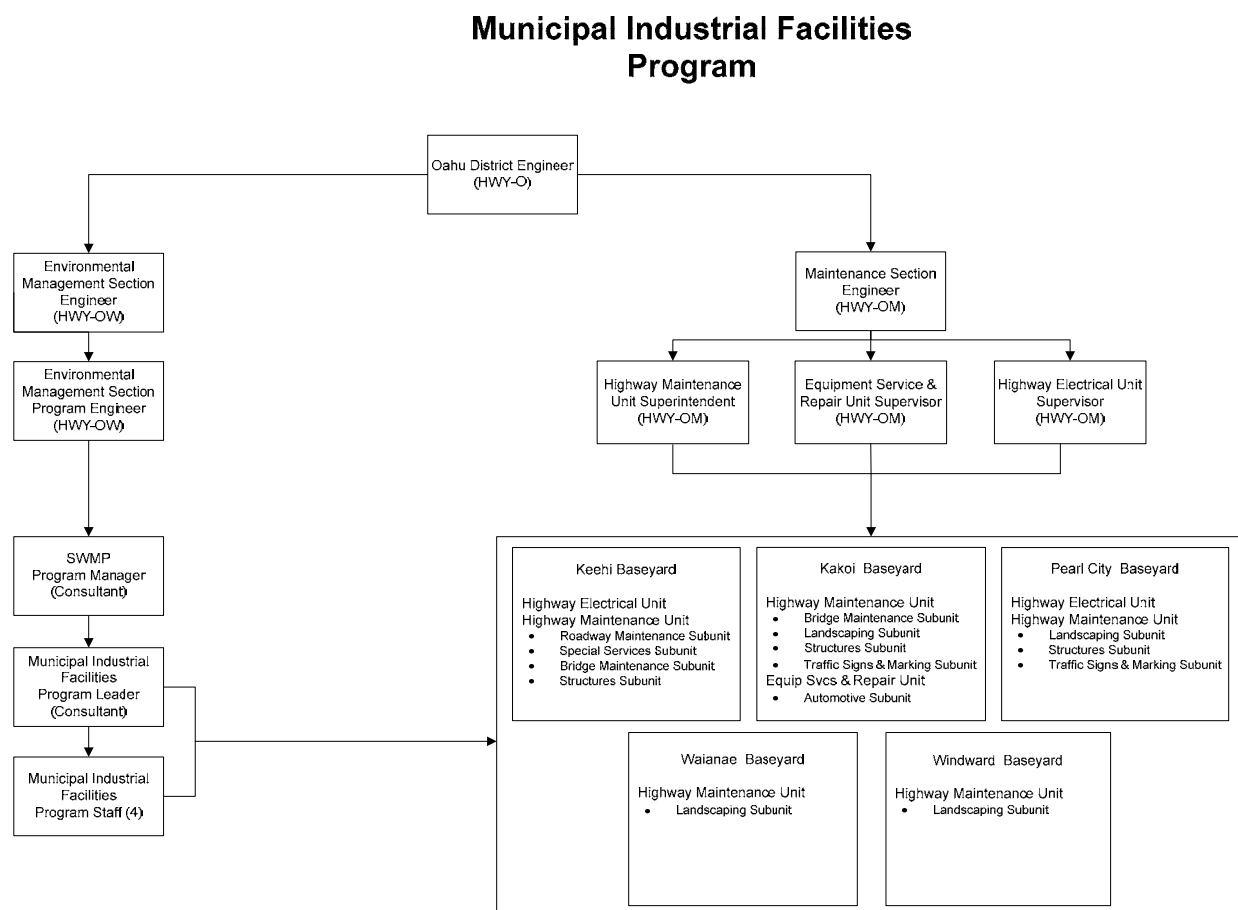 Municipal Industrial Facilities
Program
Oahu District Engineer
(HWY-O)
Environmental
Management Section
Engineer
(HWY-OW)
Maintenance Section
Engineer
(HWY-OM)
Environmental
Management Section
Program Engineer
(HWY-OW)
Highway Maintenance
Unit Superintendent
(HWY-OM)
Equipment Service &
Repair Unit Supervisor
(HWY-OM)
Highway Electrical Unit
Supervisor
(HWY-OM)
SWMP
Program Manager
(Consultant)
Municipal Industrial
Facilities
Program Leader
(Consultant)
Municipal Industrial
Facilities
Program Staff (4)
Keehi Baseyard
Highway Electrical Unit
Highway Maintenance Unit
• Roadway Maintenance Subunit
• Special Services Subunit
• Bridge Maintenance Subunit
• Structures Subunit
Kakoi Baseyard
Highway Maintenance Unit
• Bridge Maintenance Subunit
• Landscaping Subunit
• Structures Subunit
• Traffic Signs & Marking Subunit
Equip Svcs & Repair Unit
• Automotive Subunit
Pearl City Baseyard
Highway Electrical Unit
Highway Maintenance Unit
• Landscaping Subunit
• Structures Subunit
• Traffic Signs & Marking Subunit
Waianae Baseyard
Highway Maintenance Unit
• Landscaping Subunit
Windward Baseyard
Highway Maintenance Unit
• Landscaping Subunit